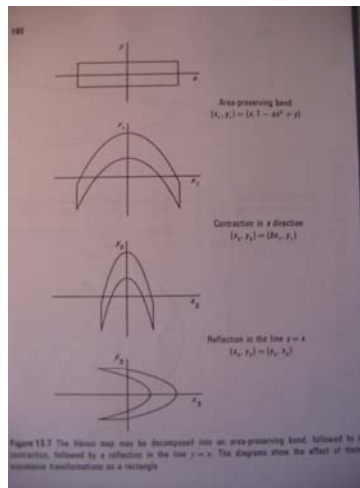 180
y
x
Area-preserving bend
(x₁, y₁) = (x, 1 − ax² + y)
y₁
x₁
Contraction in x direction
(x₂, y₂) = (bx₁, y₁)
y₂
x₂
Reflection in the line y = x
(x₃, y₃) = (y₂, x₂)
y₃
x₃
Figure 13.7 The Hénon map may be decomposed into an area-preserving bend, followed by a
contraction, followed by a reflection in the line y = x. The diagrams show the effect of these
successive transformations on a rectangle